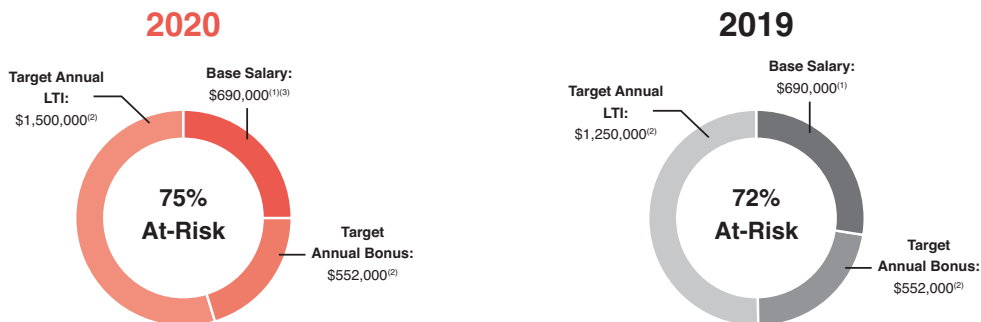 2020
Target Annual
LTI:
$1,500,000(2)
Base Salary:
$690,000(1)(3)
75%
At-Risk
Target
Annual Bonus:
$552,000(2)
2019
Target Annual
LTI:
$1,250,000(2)
Base Salary:
$690,000(1)
72%
At-Risk
Target
Annual Bonus:
$552,000(2)